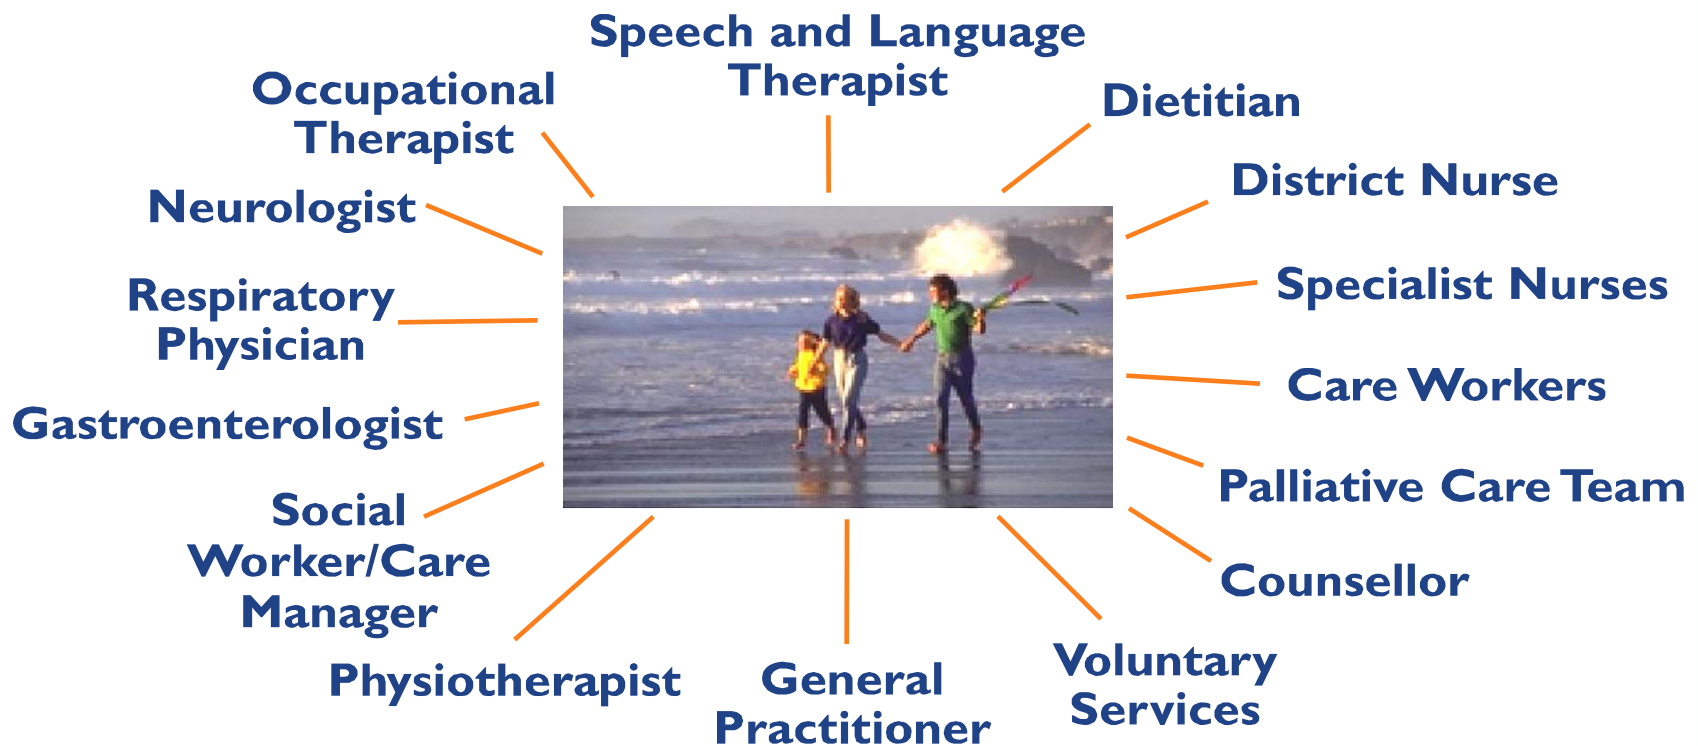 Speech and Language
Therapist
Dietitian
District Nurse
Specialist Nurses
Care Workers
Palliative Care Team
Counsellor
Voluntary
Services
General
Practitioner
Physiotherapist
Social
Worker/Care
Manager
Gastroenterologist
Respiratory
Physician
Neurologist
Occupational
Therapist